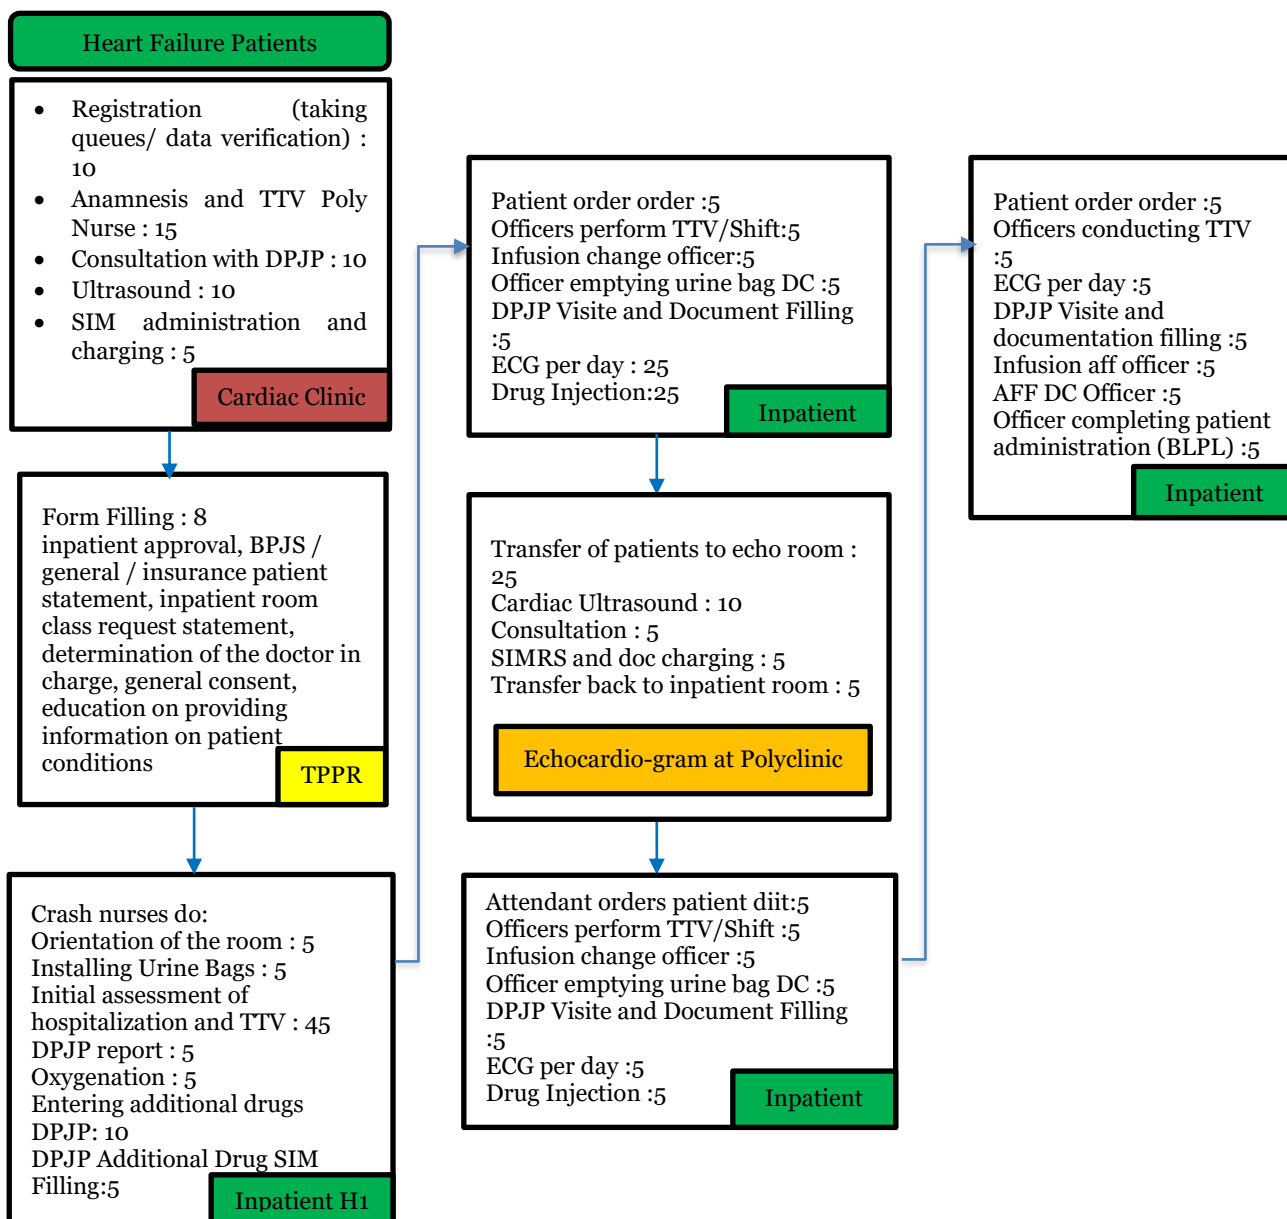 Heart Failure Patients
• Registration (taking
queues/ data verification) :
10
• Anamnesis and TTV Poly
Nurse : 15
• Consultation with DPJP : 10
• Ultrasound : 10
• SIM administration and
charging : 5
Cardiac Clinic
Form Filling : 8
inpatient approval, BPJS /
general / insurance patient
statement, inpatient room
class request statement,
determination of the doctor in
charge, general consent,
education on providing
information on patient
conditions
TPPR
Crash nurses do:
Orientation of the room : 5
Installing Urine Bags : 5
Initial assessment of
hospitalization and TTV : 45
DPJP report : 5
Oxygenation : 5
Entering additional drugs
DPJP: 10
DPJP Additional Drug SIM
Filling:5
Inpatient H1
Patient order order :5
Officers perform TTV/Shift:5
Infusion change officer:5
Officer emptying urine bag DC :5
DPJP Visite and Document Filling
:5
ECG per day : 25
Drug Injection:25
Inpatient
Transfer of patients to echo room :
25
Cardiac Ultrasound : 10
Consultation : 5
SIMRS and doc charging : 5
Transfer back to inpatient room : 5
Echocardio-gram at Polyclinic
Attendant orders patient diit:5
Officers perform TTV/Shift :5
Infusion change officer :5
Officer emptying urine bag DC :5
DPJP Visite and Document Filling
:5
ECG per day :5
Drug Injection :5
Inpatient
Patient order order :5
Officers conducting TTV
:5
ECG per day :5
DPJP Visite and
documentation filling :5
Infusion aff officer :5
AFF DC Officer :5
Officer completing patient
administration (BLPL) :5
Inpatient